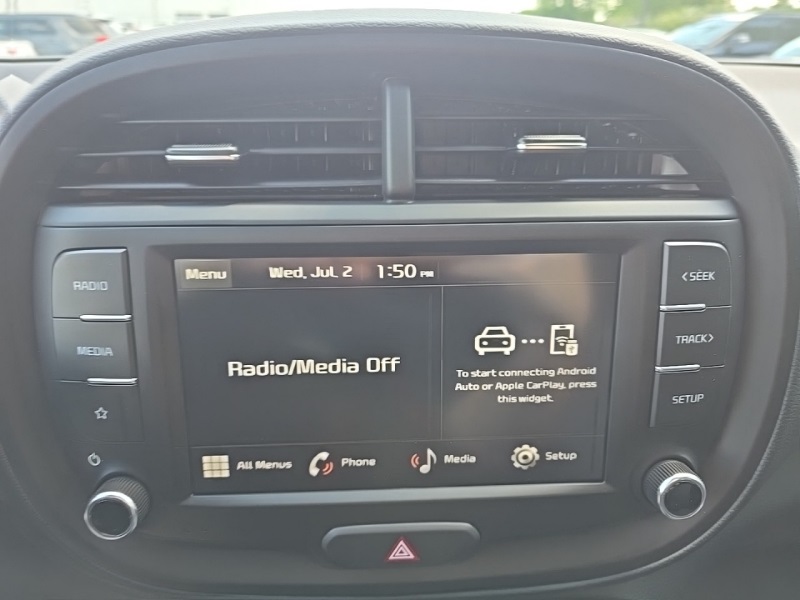 Menu Wed, Jul 2 1:50 PM
RADIO
MEDIA
Radio/Media Off
To start connecting Android
Auto or Apple CarPlay, press
this widget.
All Menus Phone Media Setup
<SEEK
TRACK>
SETUP